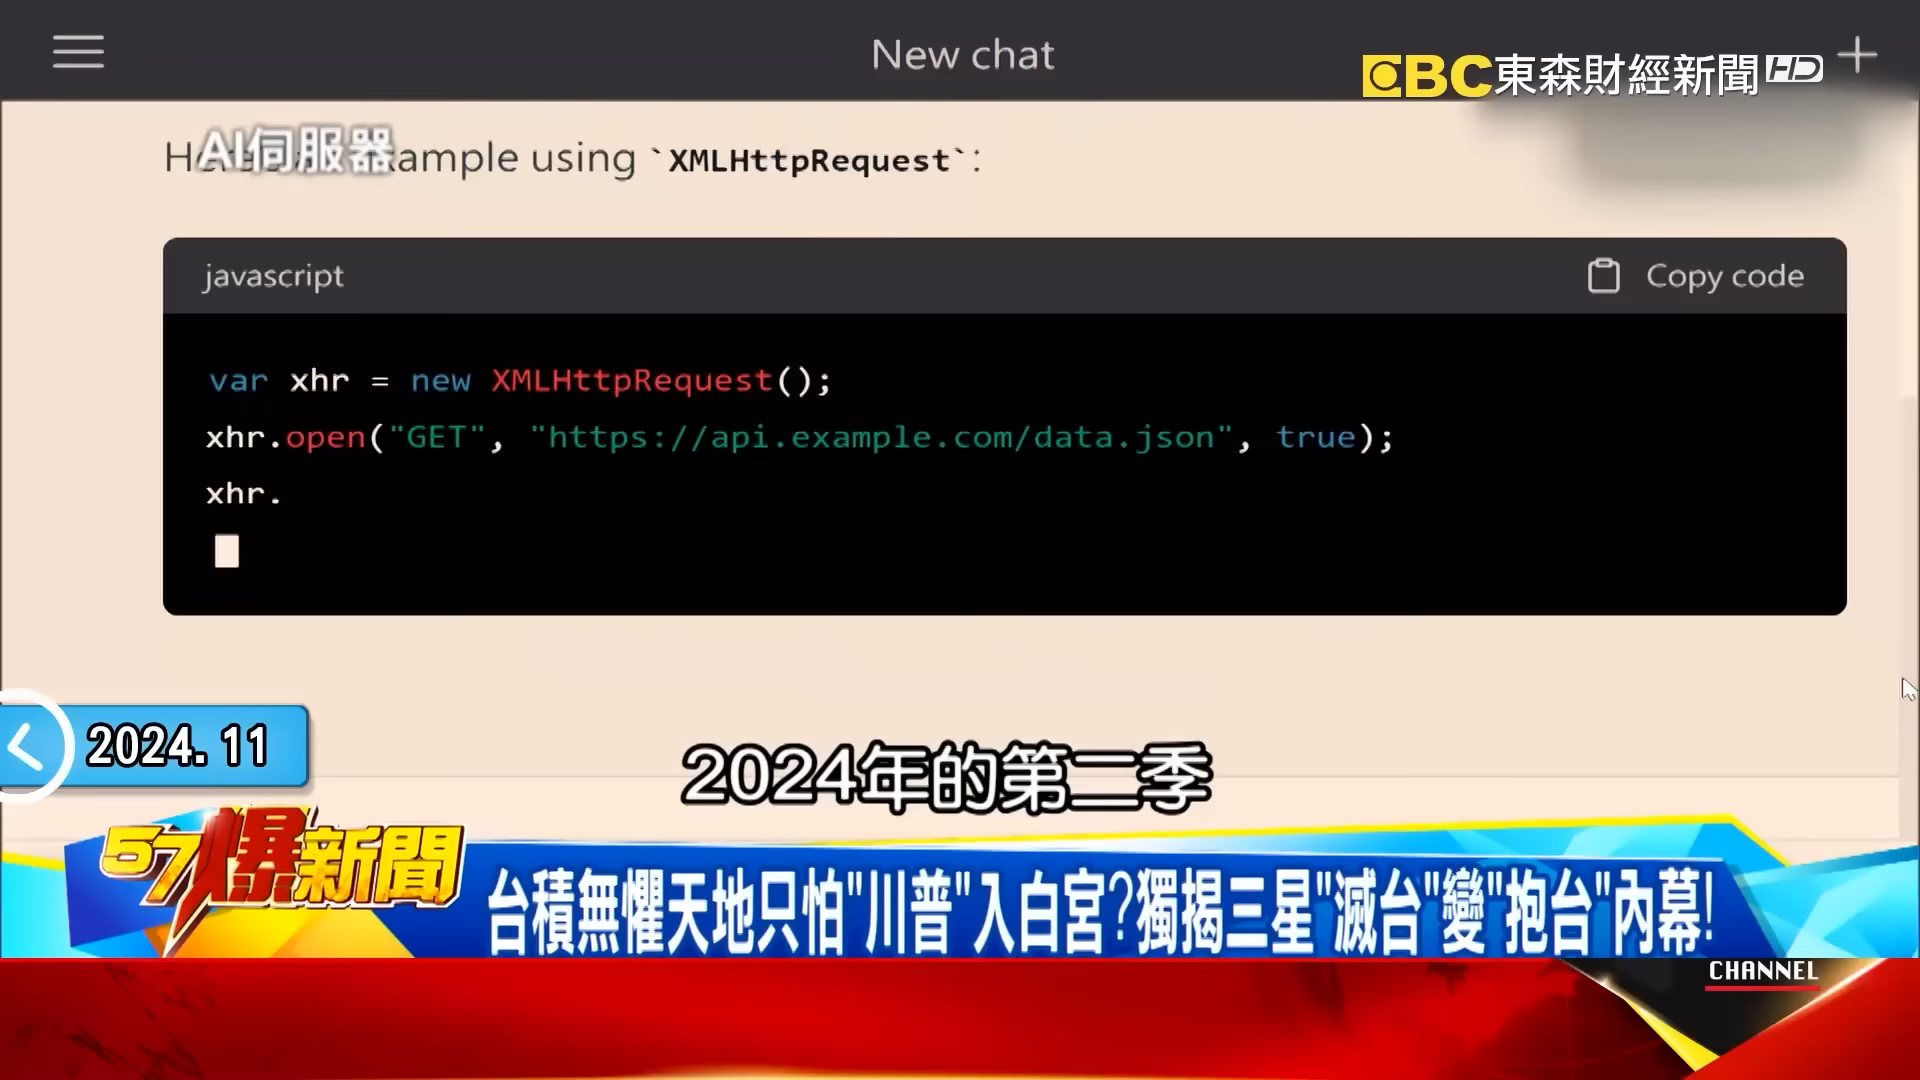 New chat
EBC東森財經新聞HD
AI伺服器
ample using `XMLHttpRequest`:
javascript
Copy code
var xhr = new XMLHttpRequest();
xhr.open("GET", "https://api.example.com/data.json", true);
xhr.
2024.11
2024年的第二季
57爆新聞
台積無懼天地只怕"川普"入白宮?獨揭三星"滅台"變"抱台"內幕!
CHANNEL